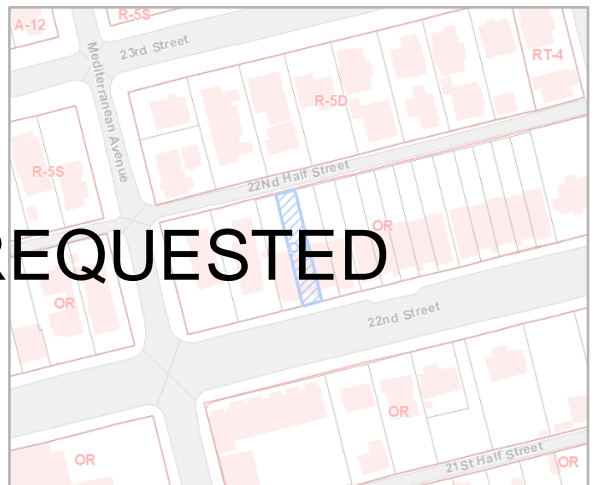 R-5S
A-12
23rd Street
RT-4
Mediterranean Avenue
R-5D
R-5S
22Nd Half Street
OR
REQUESTED
OR
22nd Street
OR
21St Half Street
OR
OR